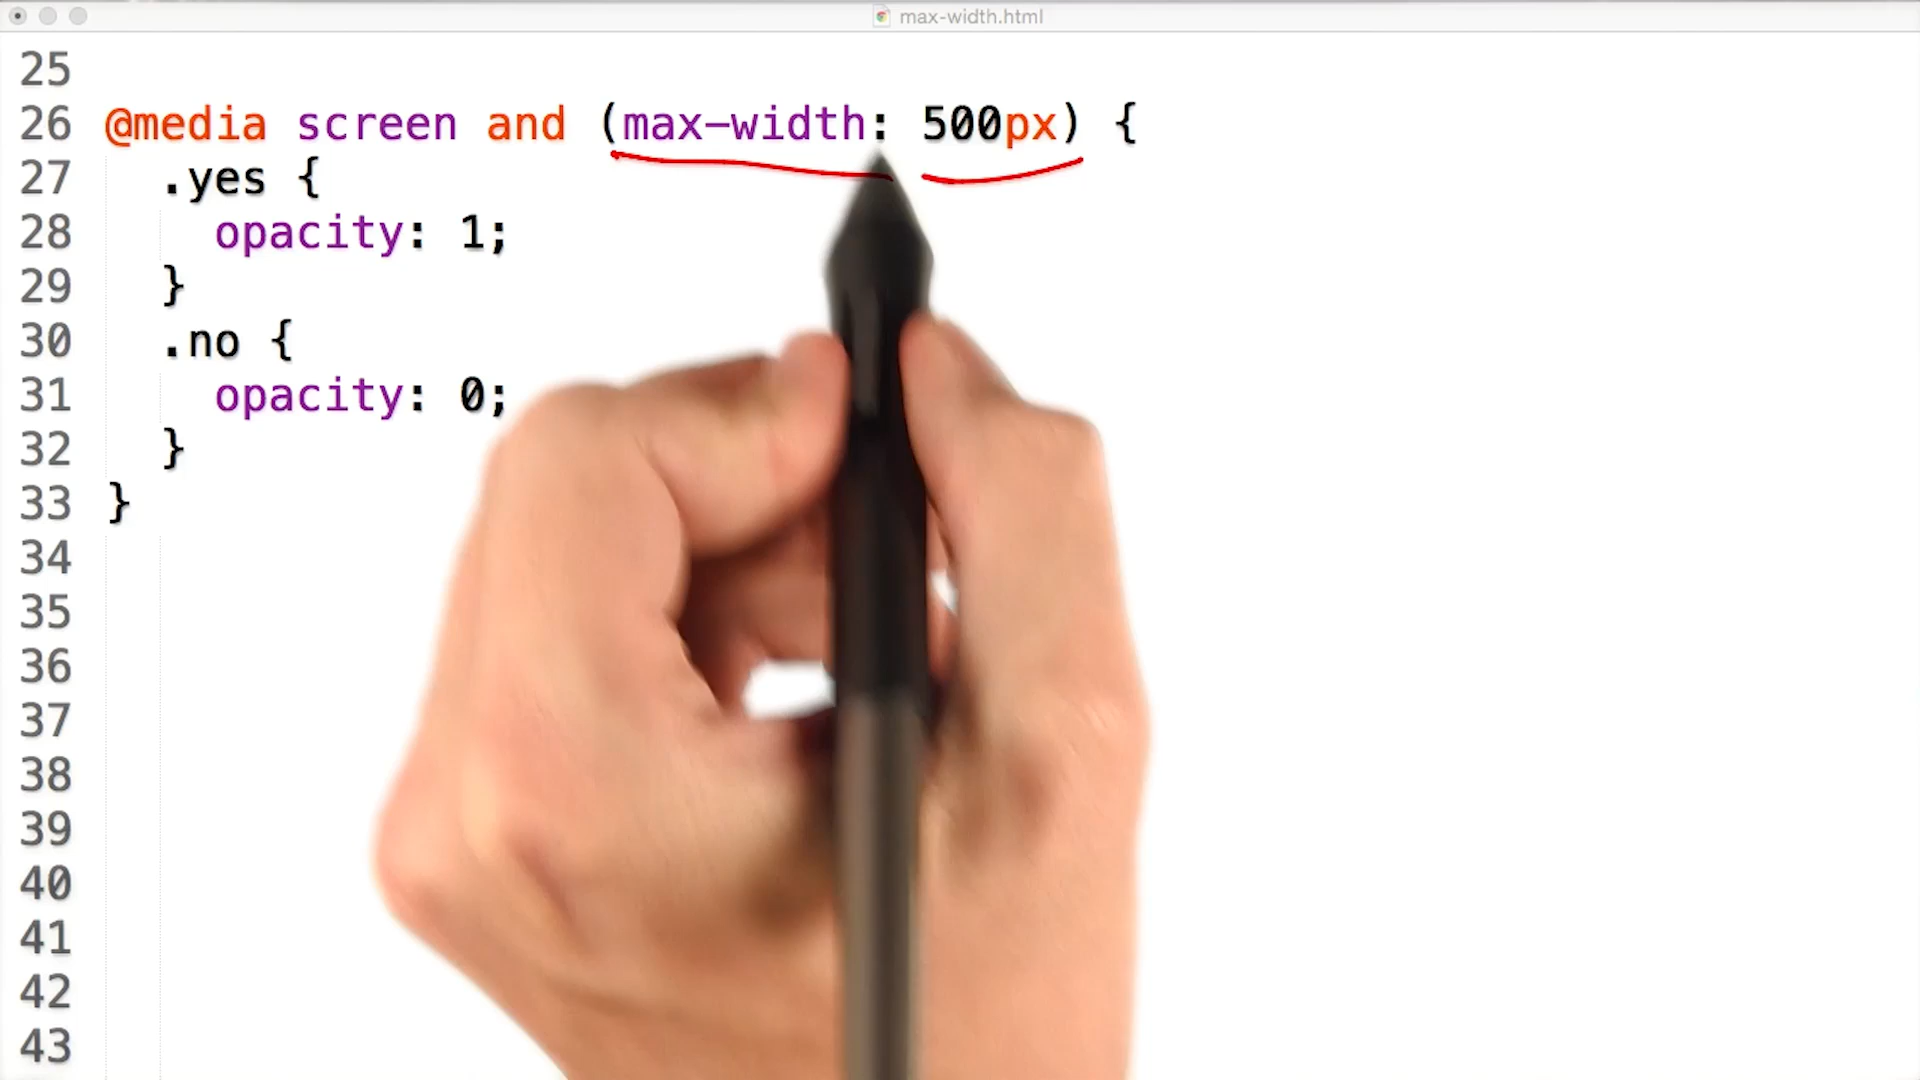 max-width.html
25
26 @media screen and (max-width: 500px) {
27 .yes {
28 opacity: 1;
29 }
30 .no {
31 opacity: 0;
32 }
33 }
34
35
36
37
38
39
40
41
42
43